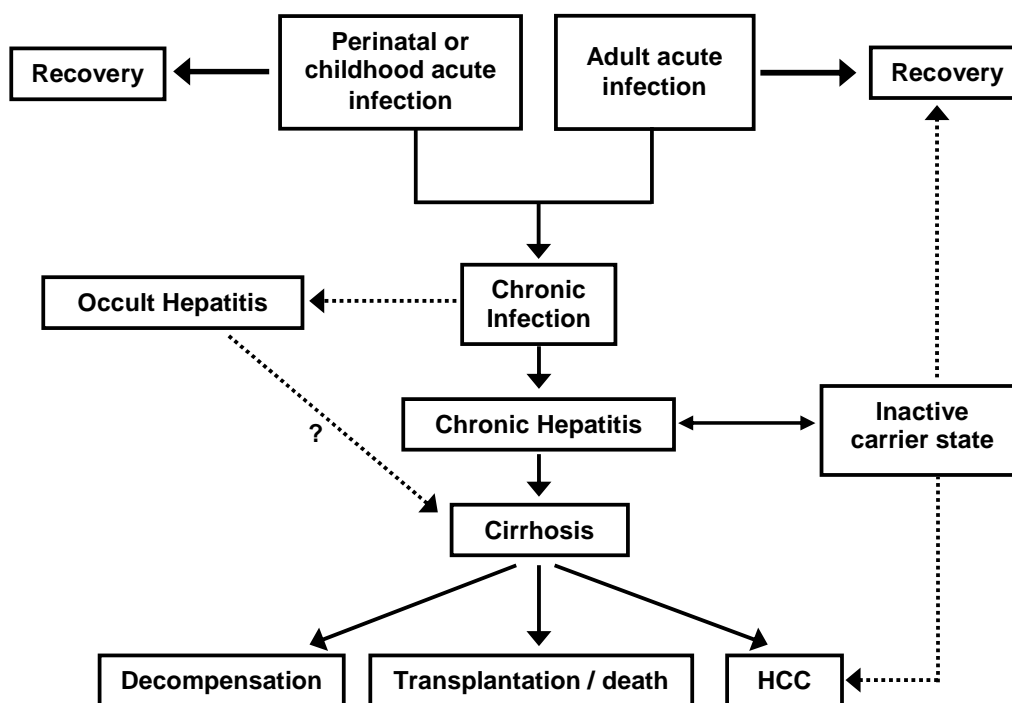 Perinatal or
childhood acute
infection
Adult acute
infection
Recovery
Recovery
Occult Hepatitis
Chronic
Infection
Chronic Hepatitis
Inactive
carrier state
?
Cirrhosis
Decompensation
Transplantation / death
HCC